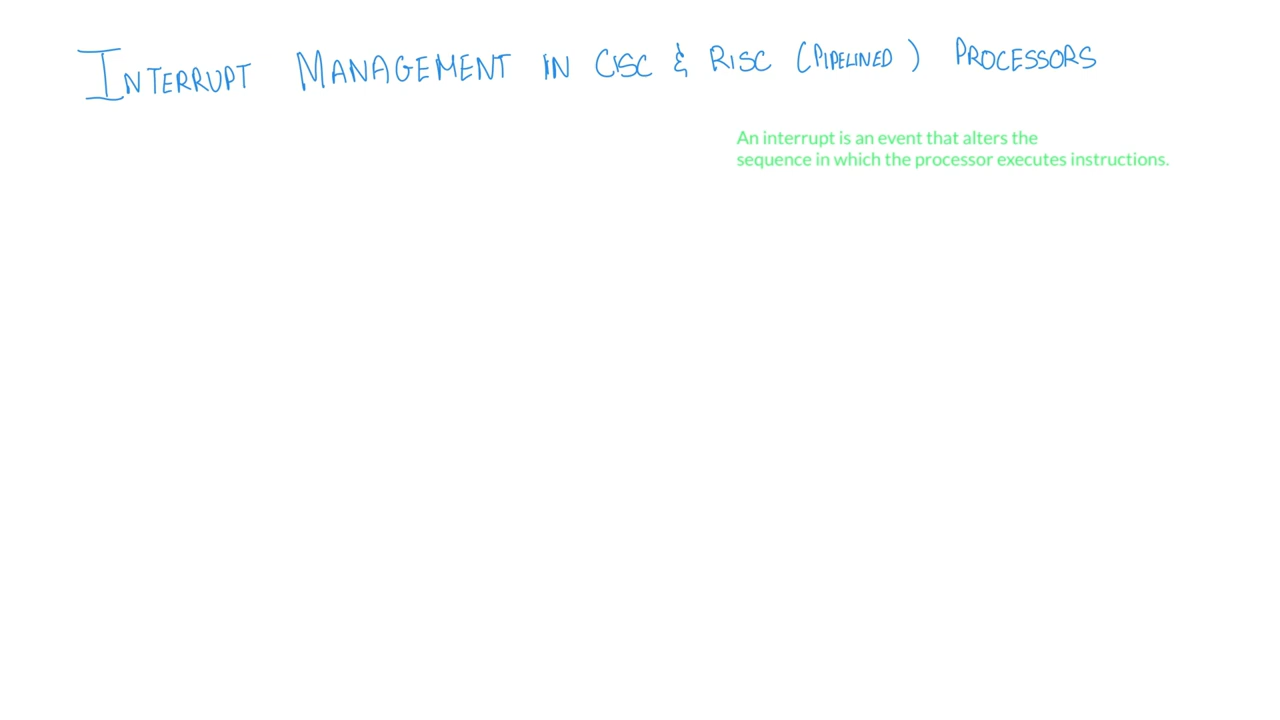 INTERRUPT MANAGEMENT IN CISC & RISC (PIPELINED) PROCESSORS
An interrupt is an event that alters the
sequence in which the processor executes instructions.